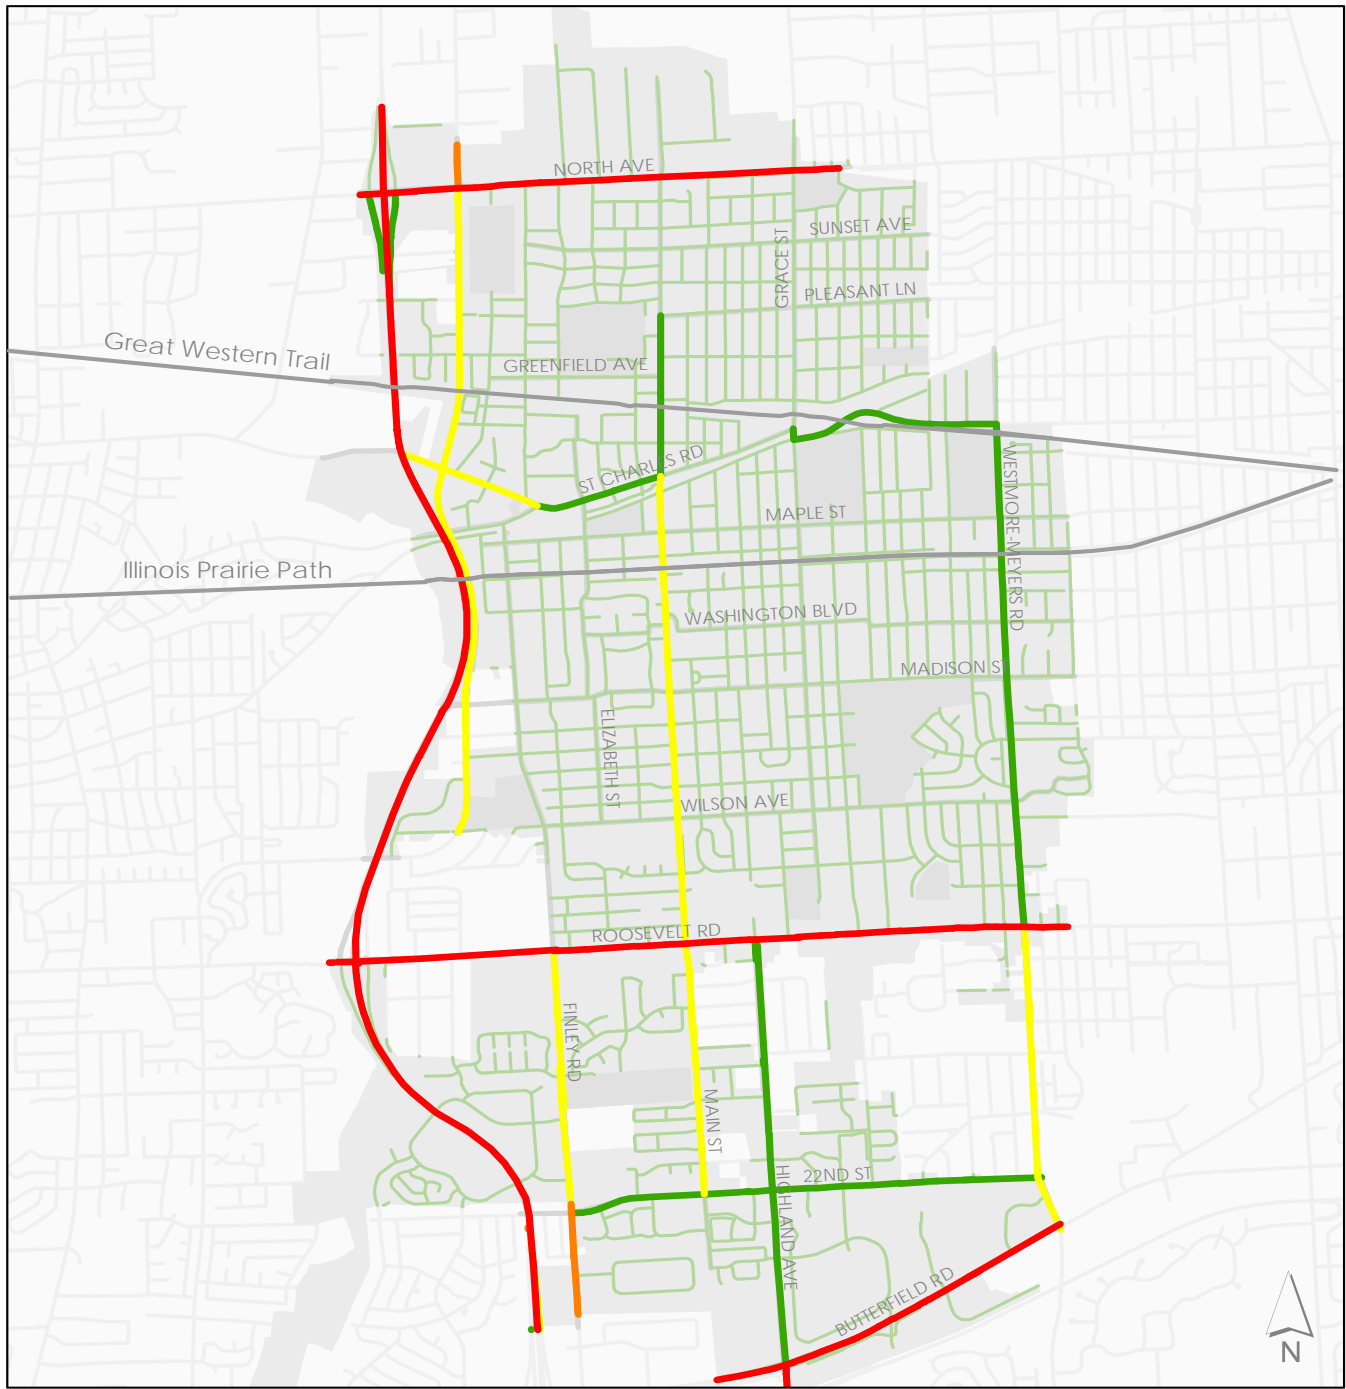 NORTH AVE
SUNSET AVE
GRACE ST
PLEASANT LN
Great Western Trail
GREENFIELD AVE
ST CHARLES RD
WESTMORE-MEYERS RD
MAPLE ST
Illinois Prairie Path
WASHINGTON BLVD
MADISON ST
ELIZABETH ST
WILSON AVE
ROOSEVELT RD
FINLEY RD
MAIN ST
22ND ST
HIGHLAND AVE
BUTTERFIELD RD
N